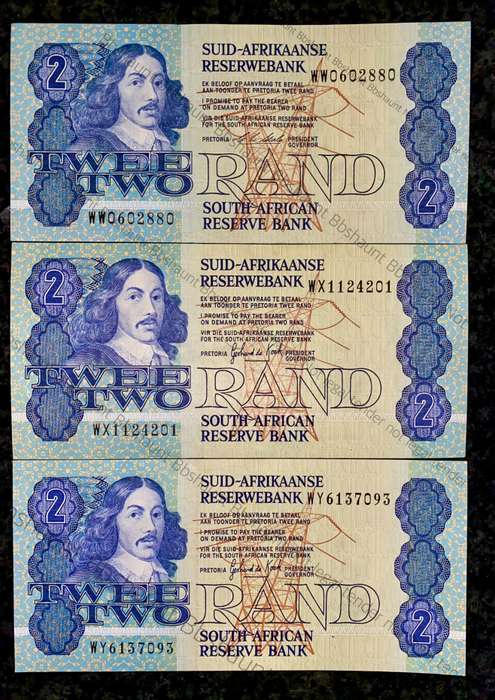 2
SUID-AFRIKAANSE
RESERWEBANK
WW0602880
EK BELOOF OP AANVRAAG TE BETAAL
AAN TOONDER TE PRETORIA TWEE RAND
I PROMISE TO PAY THE BEARER
ON DEMAND AT PRETORIA TWO RAND
VIR DIE SUID-AFRIKAANSE RESERWEBANK
FOR THE SOUTH AFRICAN RESERVE BANK
PRETORIA PRESIDENT
GOVERNOR
TWEE
TWO
RAND
2
WW0602880
SOUTH AFRICAN
RESERVE BANK
2
SUID-AFRIKAANSE
RESERWEBANK
WX1124201
EK BELOOF OP AANVRAAG TE BETAAL
AAN TOONDER TE PRETORIA TWEE RAND
I PROMISE TO PAY THE BEARER
ON DEMAND AT PRETORIA TWO RAND
VIR DIE SUID-AFRIKAANSE RESERWEBANK
FOR THE SOUTH AFRICAN RESERVE BANK
PRETORIA Gerhard de Kock PRESIDENT
GOVERNOR
TWEE
TWO
RAND
2
WX1124201
SOUTH AFRICAN
RESERVE BANK
2
SUID-AFRIKAANSE
RESERWEBANK
WY6137093
EK BELOOF OP AANVRAAG TE BETAAL
AAN TOONDER TE PRETORIA TWEE RAND
I PROMISE TO PAY THE BEARER
ON DEMAND AT PRETORIA TWO RAND
VIR DIE SUID-AFRIKAANSE RESERWEBANK
FOR THE SOUTH AFRICAN RESERVE BANK
PRETORIA Gerhard de Kock PRESIDENT
GOVERNOR
TWEE
TWO
RAND
2
WY6137093
SOUTH AFRICAN
RESERVE BANK